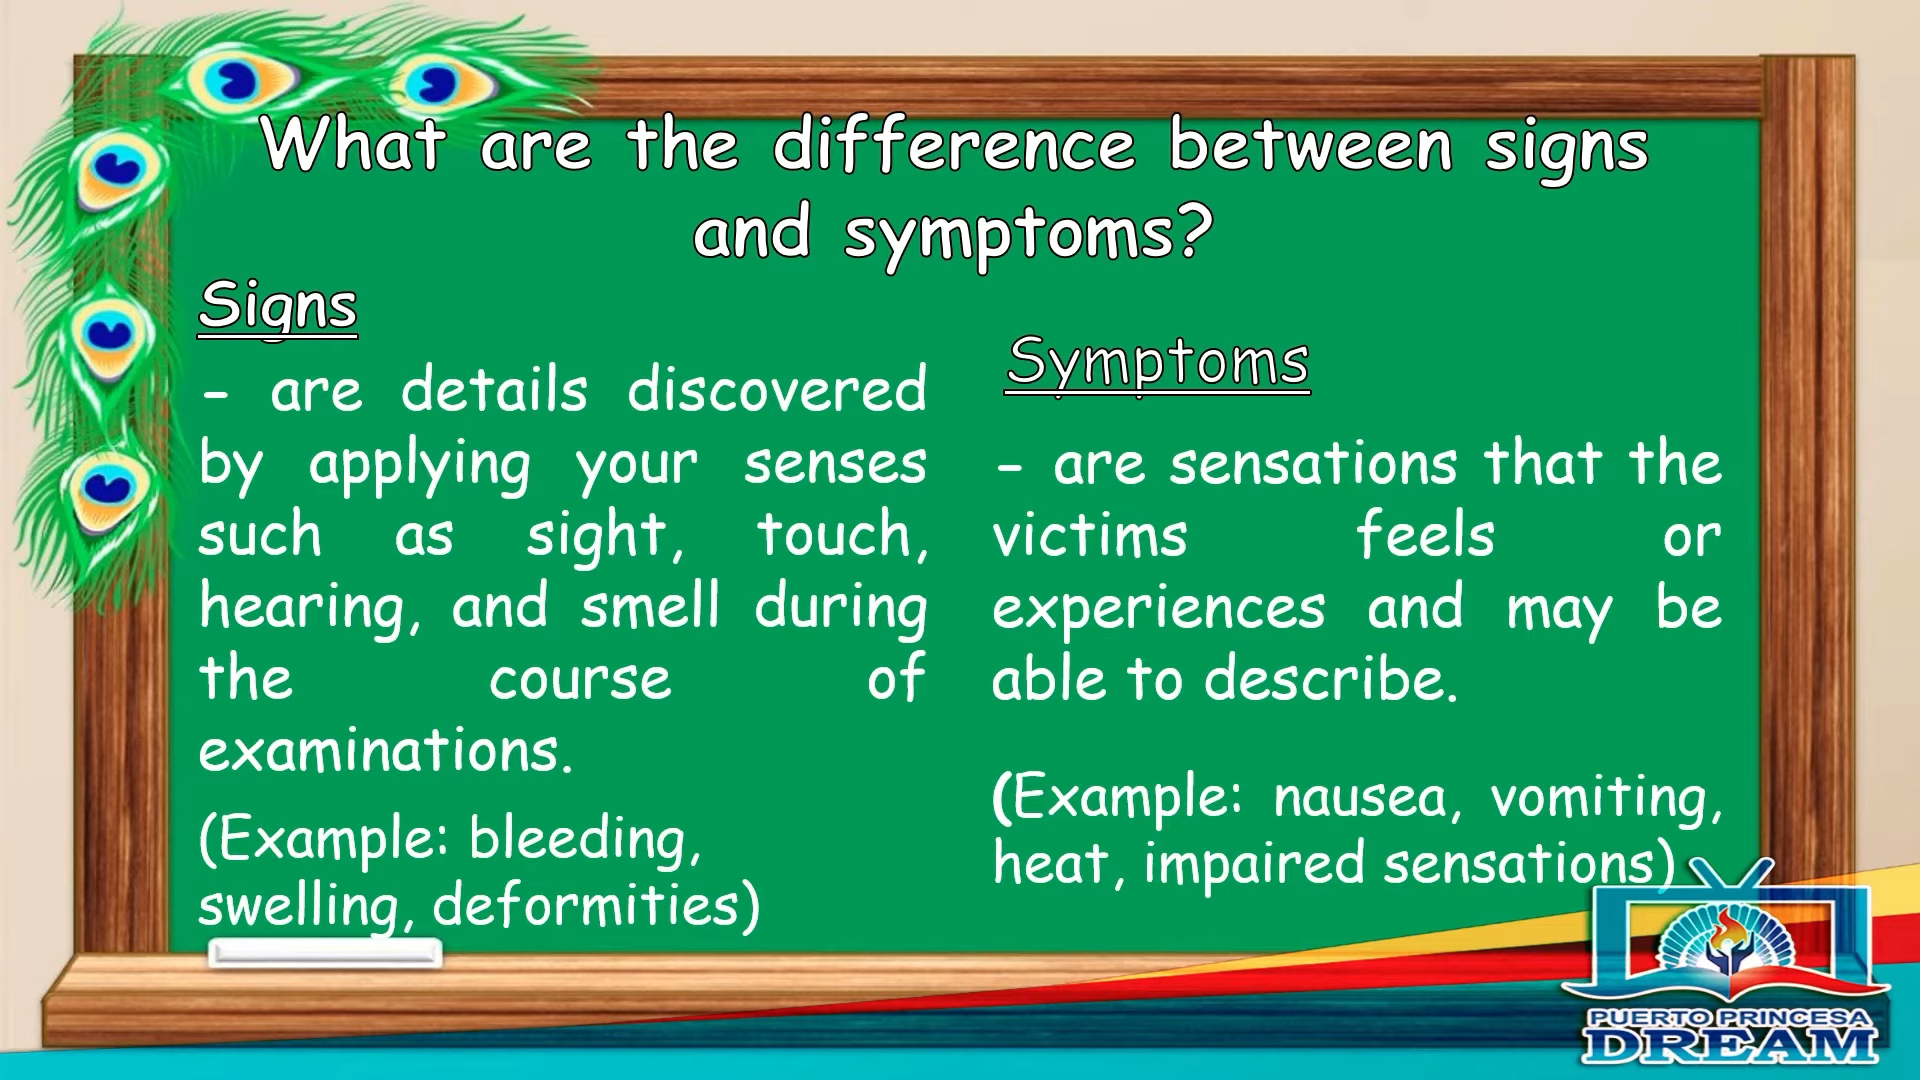 What are the difference between signs
and symptoms?
Signs
- are details discovered
by applying your senses
such as sight, touch,
hearing, and smell during
the course of
examinations.
(Example: bleeding,
swelling, deformities)
Symptoms
- are sensations that the
victims feels or
experiences and may be
able to describe.
(Example: nausea, vomiting,
heat, impaired sensations)
PUERTO PRINCESA
DREAM